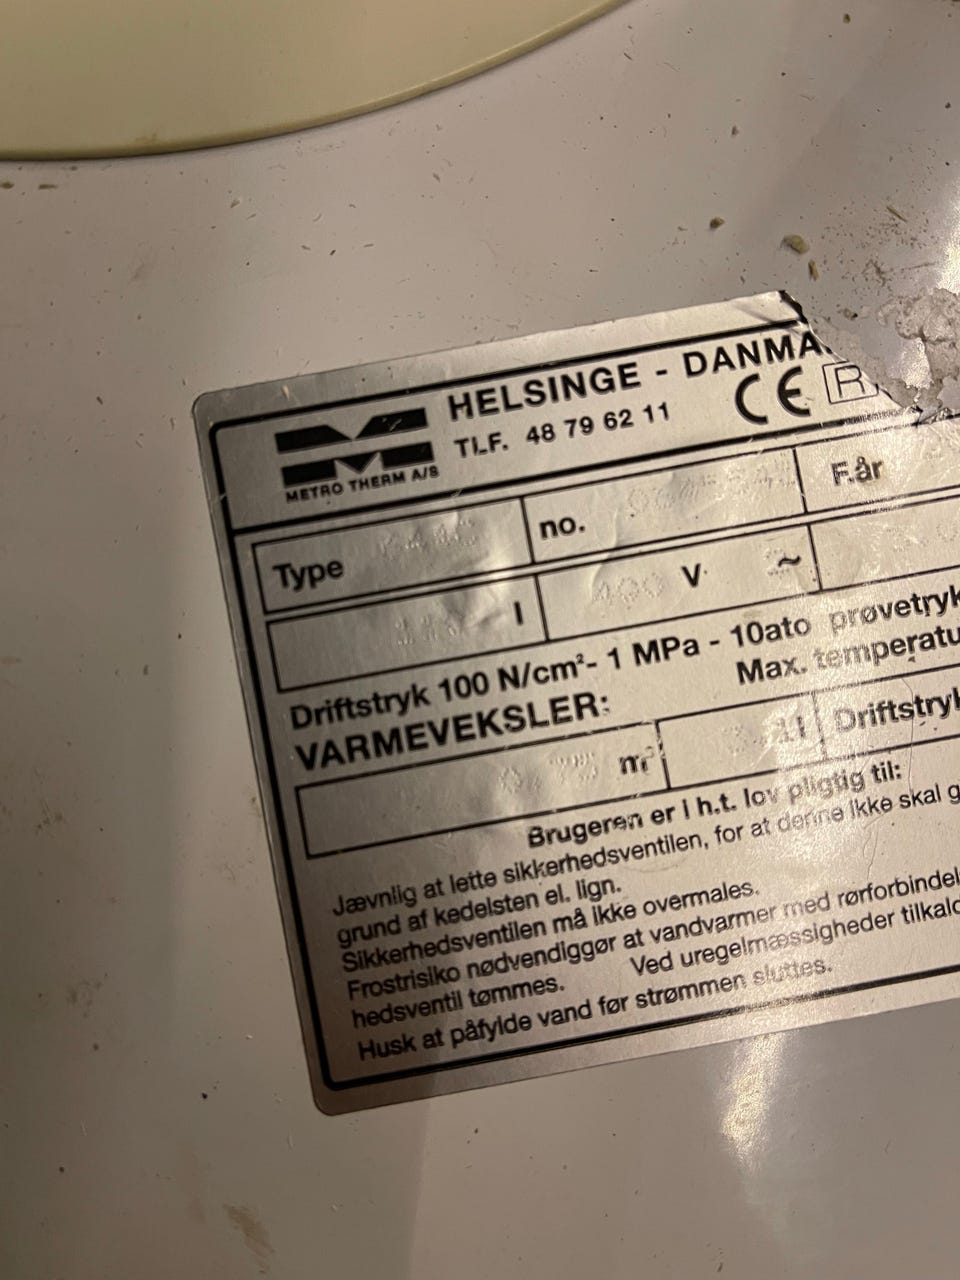 HELSINGE - DANMA
TLF. 48 79 62 11
CE R
METRO THERM A/S
Type no. F.år
l 400 V ~
Driftstryk 100 N/cm²- 1 MPa - 10ato prøvetryk
Max. temperatu
VARMEVEKSLER:
m² l Driftstryk
Brugeren er i h.t. lov pligtig til:
Jævnlig at lette sikkerhedsventilen, for at denne ikke skal g
grund af kedelsten el. lign.
Sikkerhedsventilen må ikke overmales.
Frostrisiko nødvendiggør at vandvarmer med rørforbindel
hedsventil tømmes. Ved uregelmæssigheder tilkald
Husk at påfylde vand før strømmen sluttes.